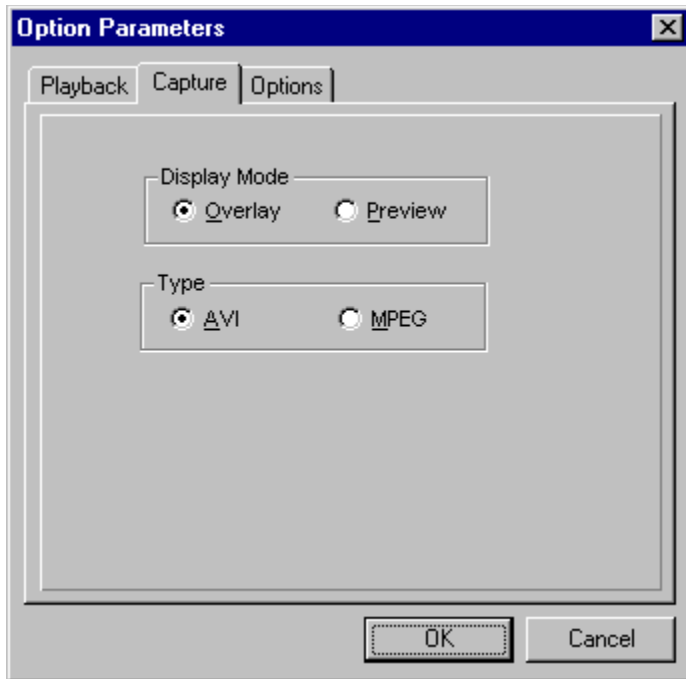 Option Parameters
Playback Capture Options
Display Mode
Overlay Preview
Type
AVI MPEG
OK Cancel